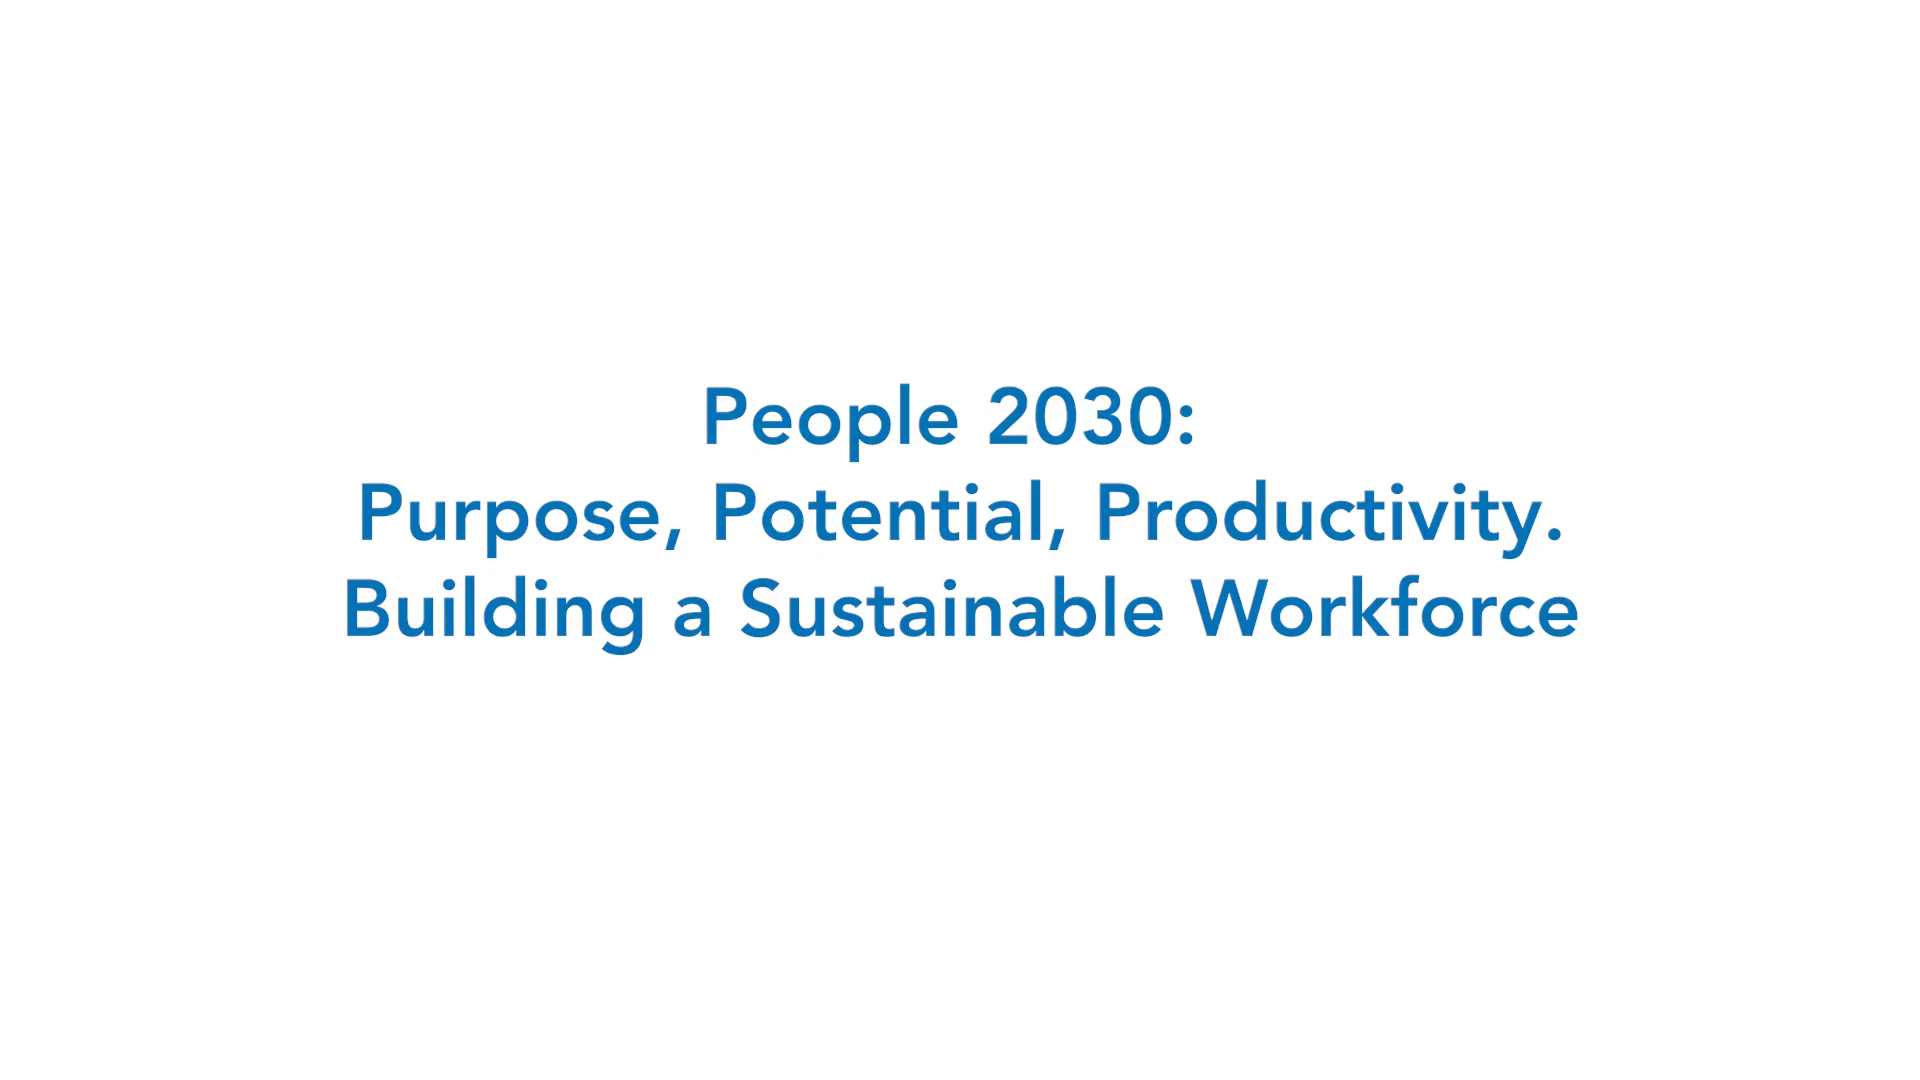 People 2030:
Purpose, Potential, Productivity.
Building a Sustainable Workforce